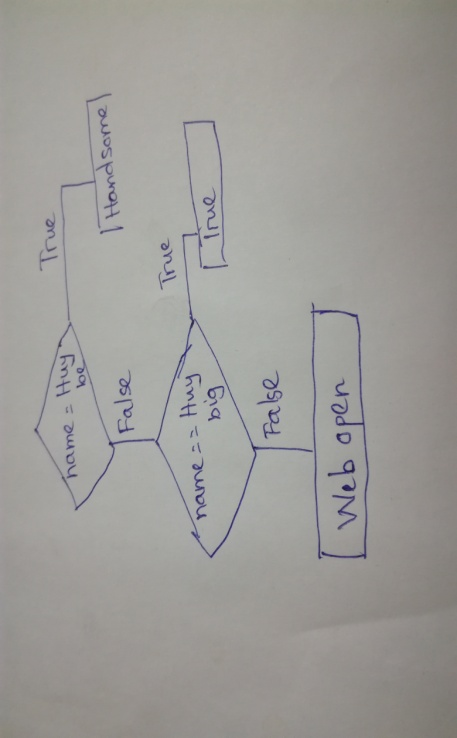 name = Huy
be
True
Handsome
False
name == Huy
big
True
True
False
Web open